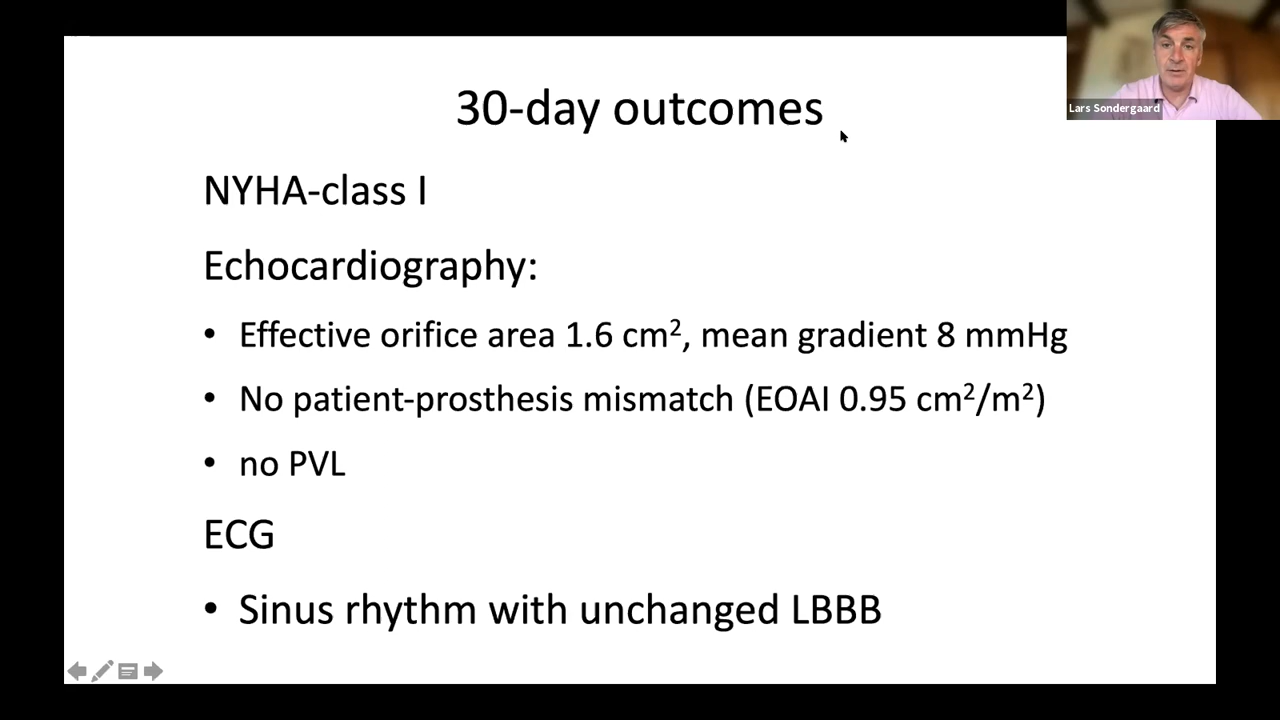 30-day outcomes
Lars Sondergaard
NYHA-class I
Echocardiography:
• Effective orifice area 1.6 cm², mean gradient 8 mmHg
• No patient-prosthesis mismatch (EOAI 0.95 cm²/m²)
• no PVL
ECG
• Sinus rhythm with unchanged LBBB